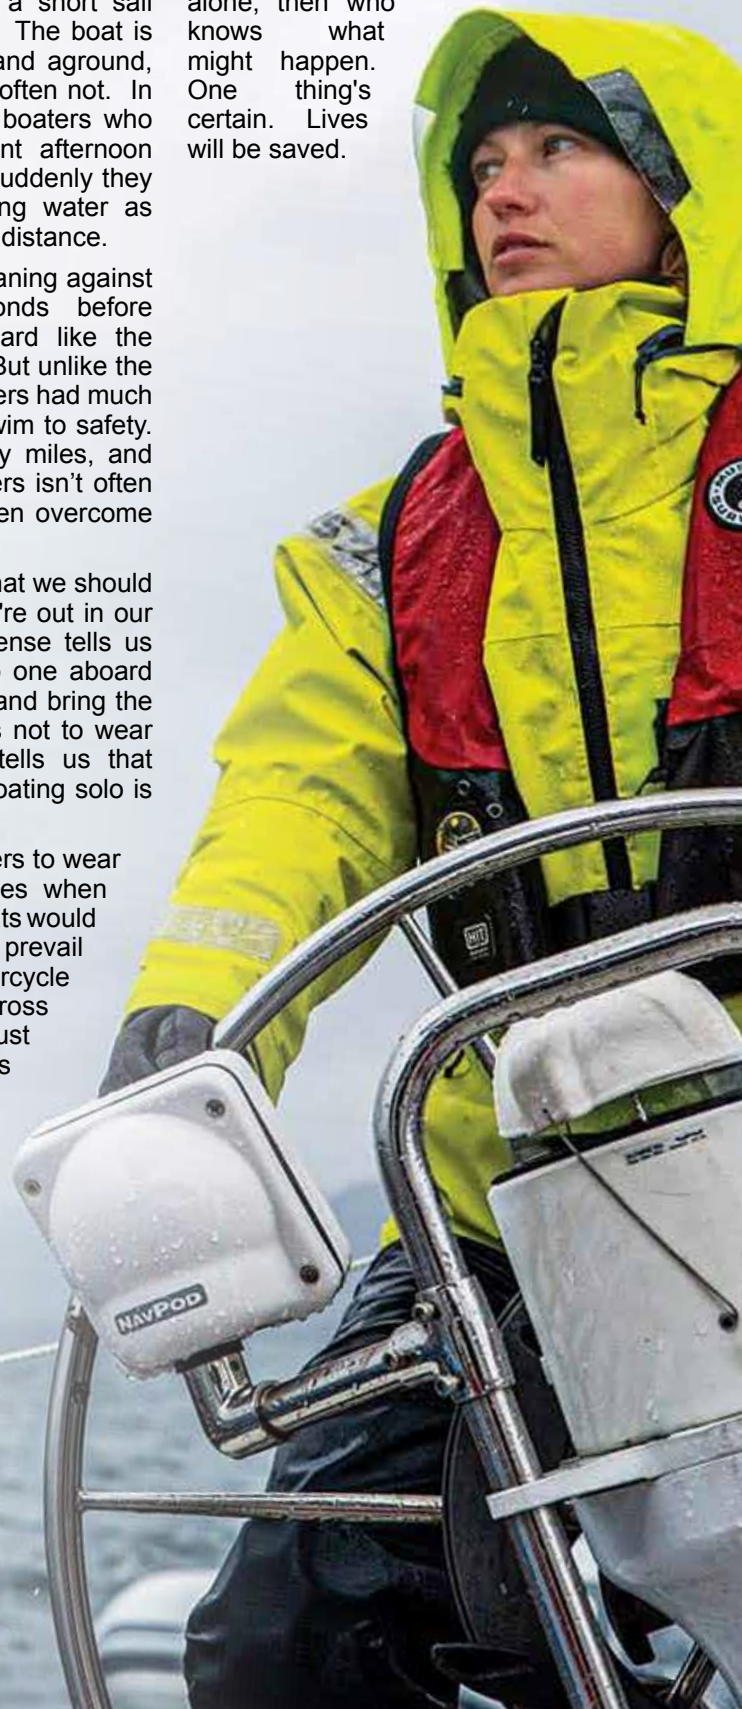 a short sail
The boat is
and aground,
often not. In
boaters who
nt afternoon
uddenly they
ng water as
distance.
aning against
onds before
ard like the
But unlike the
ers had much
wim to safety.
y miles, and
ers isn't often
en overcome
hat we should
're out in our
ense tells us
one aboard
and bring the
s not to wear
tells us that
oating solo is
ers to wear
es when
ts would
prevail
rcycle
ross
ust
s
alone, then who
knows what
might happen.
One thing's
certain. Lives
will be saved.
MUS
HIT
NAVPOD